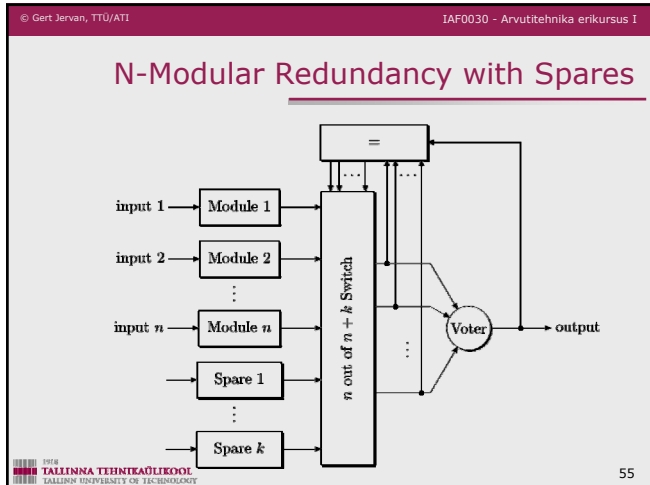 © Gert Jervan, TTÜ/ATI
IAF0030 - Arvutitehnika erikursus I
N-Modular Redundancy with Spares
=
...
...
input 1
Module 1
input 2
Module 2
⋮
input n
Module n
Spare 1
⋮
Spare k
n out of n + k Switch
⋮
Voter
output
1918
TALLINNA TEHNIKAÜLIKOOL
TALLINN UNIVERSITY OF TECHNOLOGY
55